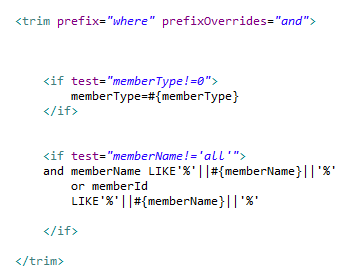 <trim prefix="where" prefixOverrides="and">
<if test="memberType!=0">
memberType=#{memberType}
</if>
<if test="memberName!='all'">
and memberName LIKE'%'||#{memberName}||'%'
or memberId
LIKE'%'||#{memberName}||'%'
</if>
</trim>